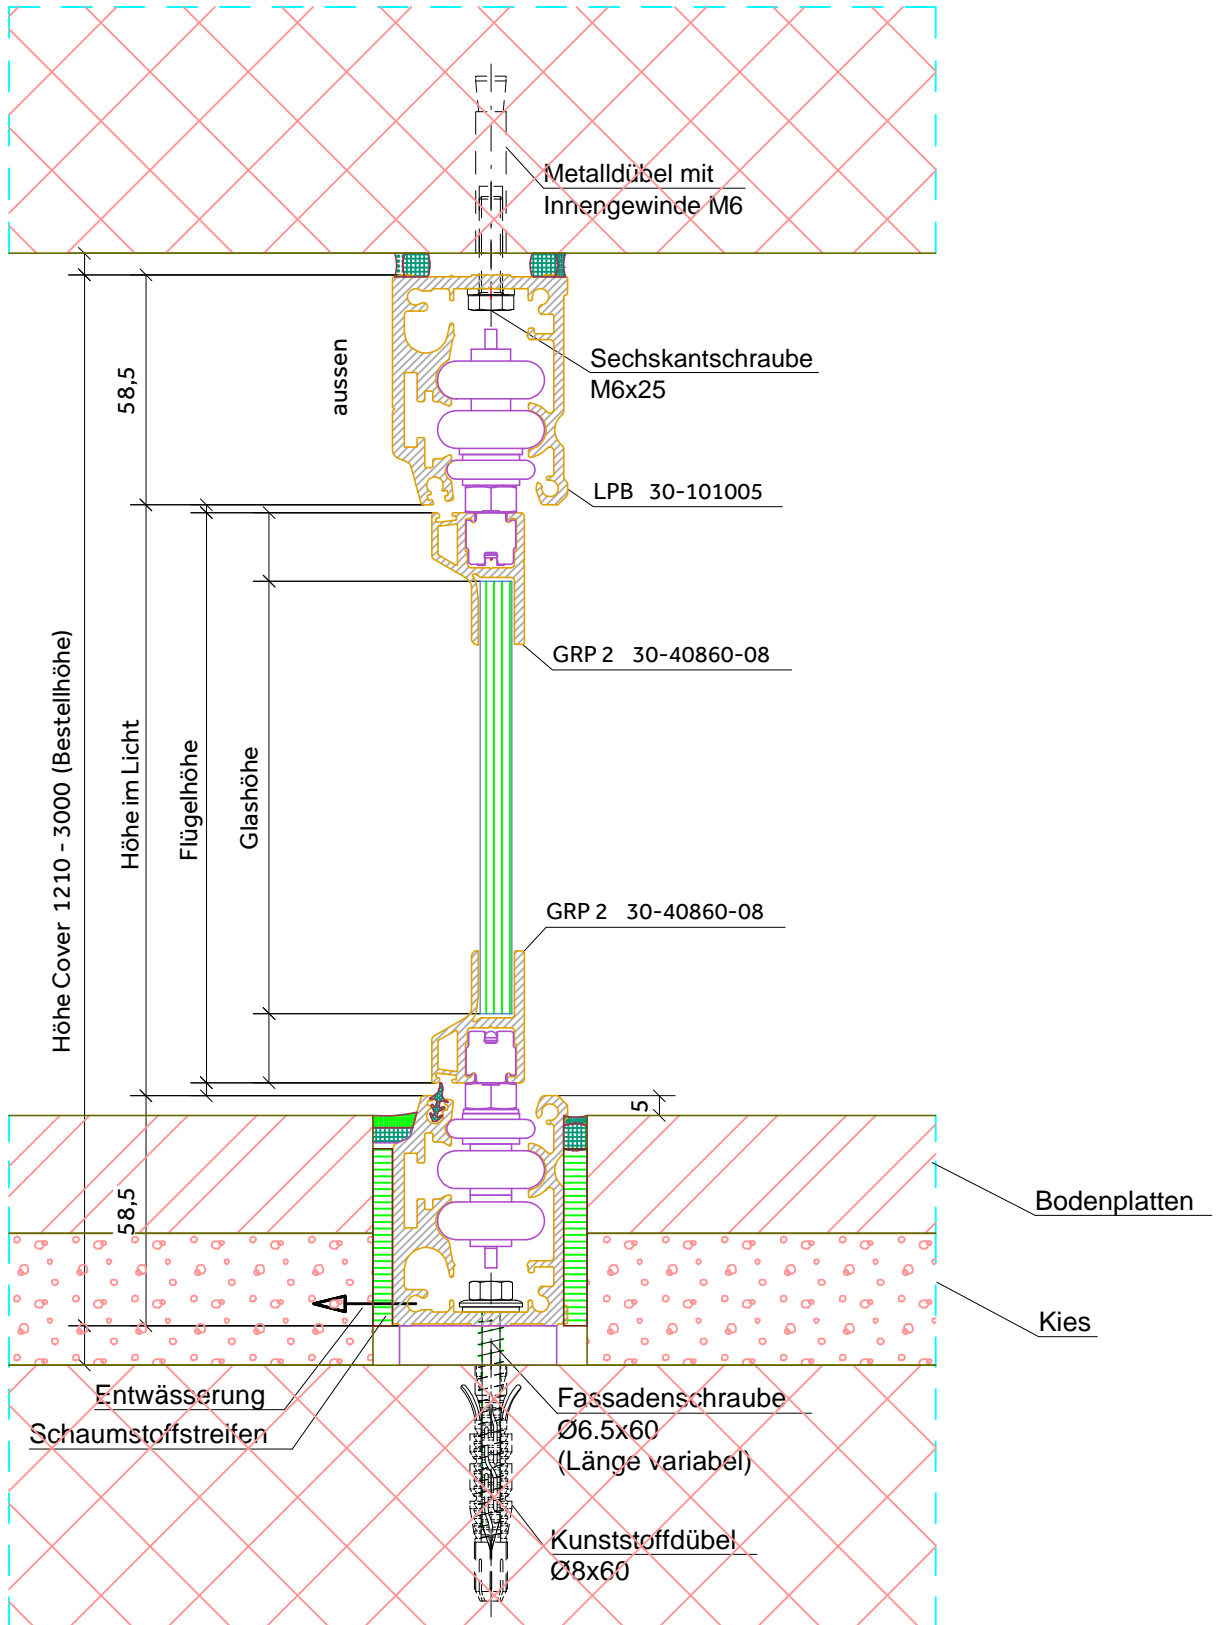 Metalldübel mit
Innengewinde M6
aussen
58,5
Sechskantschraube
M6x25
LPB 30-101005
GRP 2 30-40860-08
Höhe Cover 1210 - 3000 (Bestellhöhe)
Höhe im Licht
Flügelhöhe
Glashöhe
GRP 2 30-40860-08
5
58,5
Bodenplatten
Kies
Entwässerung
Schaumstoffstreifen
Fassadenschraube
Ø6.5x60
(Länge variabel)
Kunststoffdübel
Ø8x60